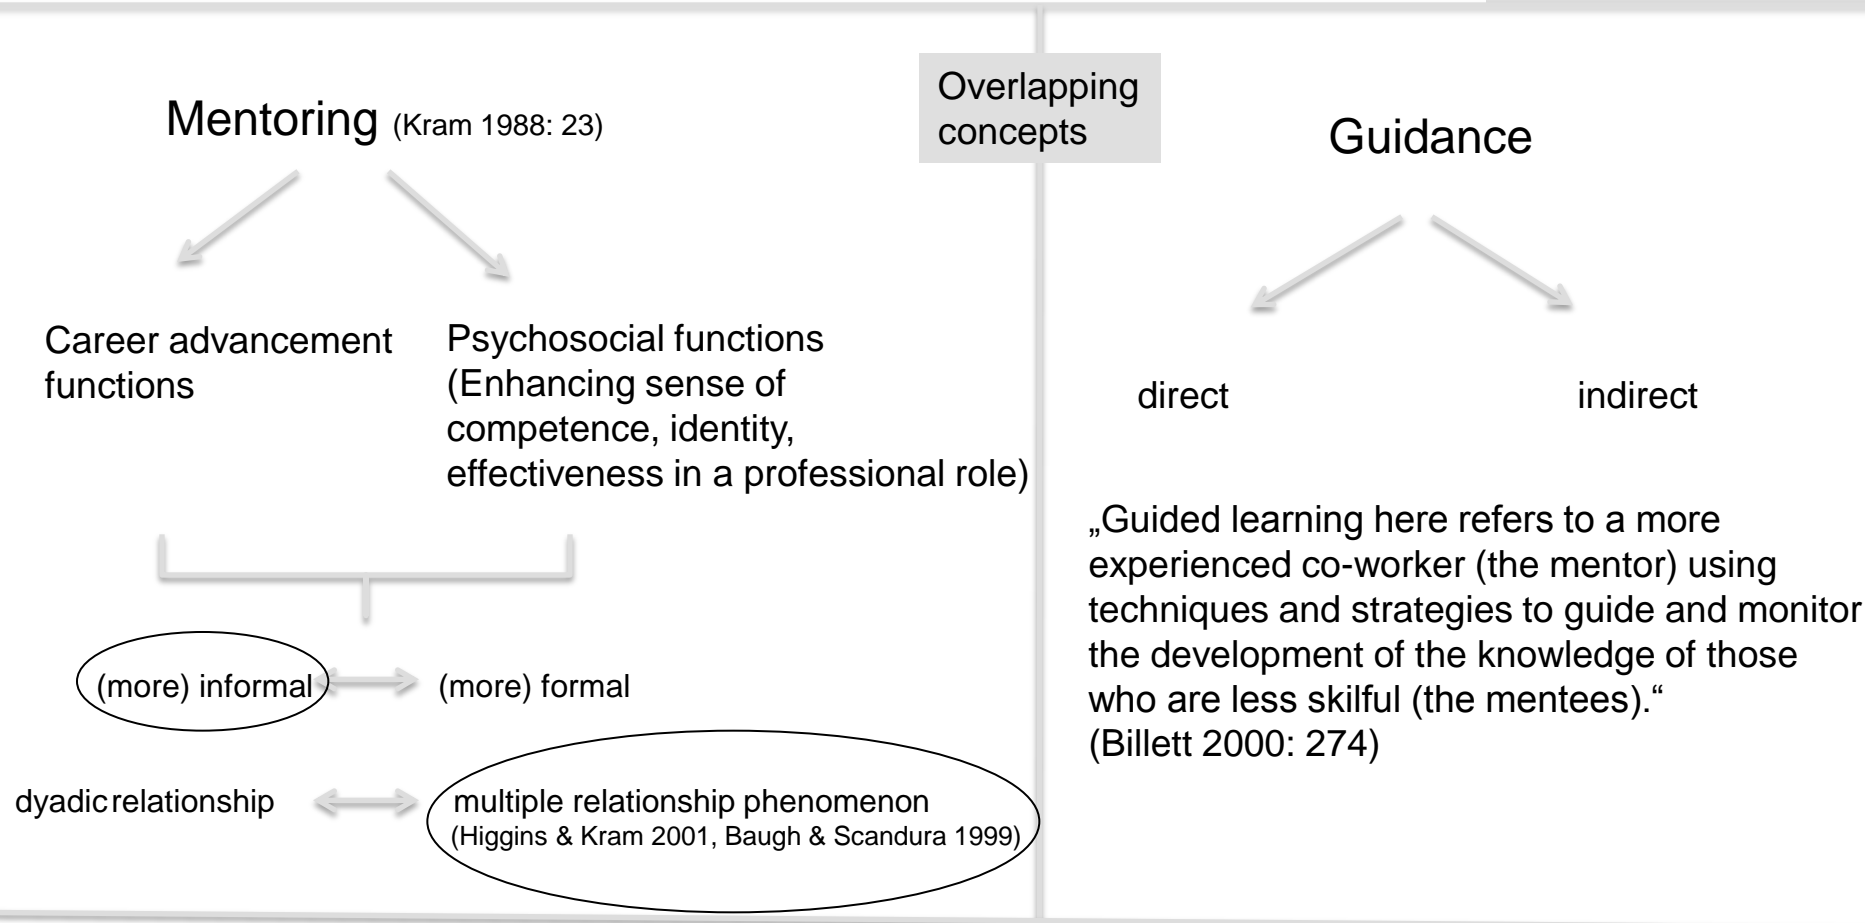 Overlapping
concepts
Mentoring (Kram 1988: 23)
Career advancement
functions
Psychosocial functions
(Enhancing sense of
competence, identity,
effectiveness in a professional role)
(more) informal
(more) formal
dyadic relationship
multiple relationship phenomenon
(Higgins & Kram 2001, Baugh & Scandura 1999)
Guidance
direct
indirect
„Guided learning here refers to a more
experienced co-worker (the mentor) using
techniques and strategies to guide and monitor
the development of the knowledge of those
who are less skilful (the mentees).“
(Billett 2000: 274)